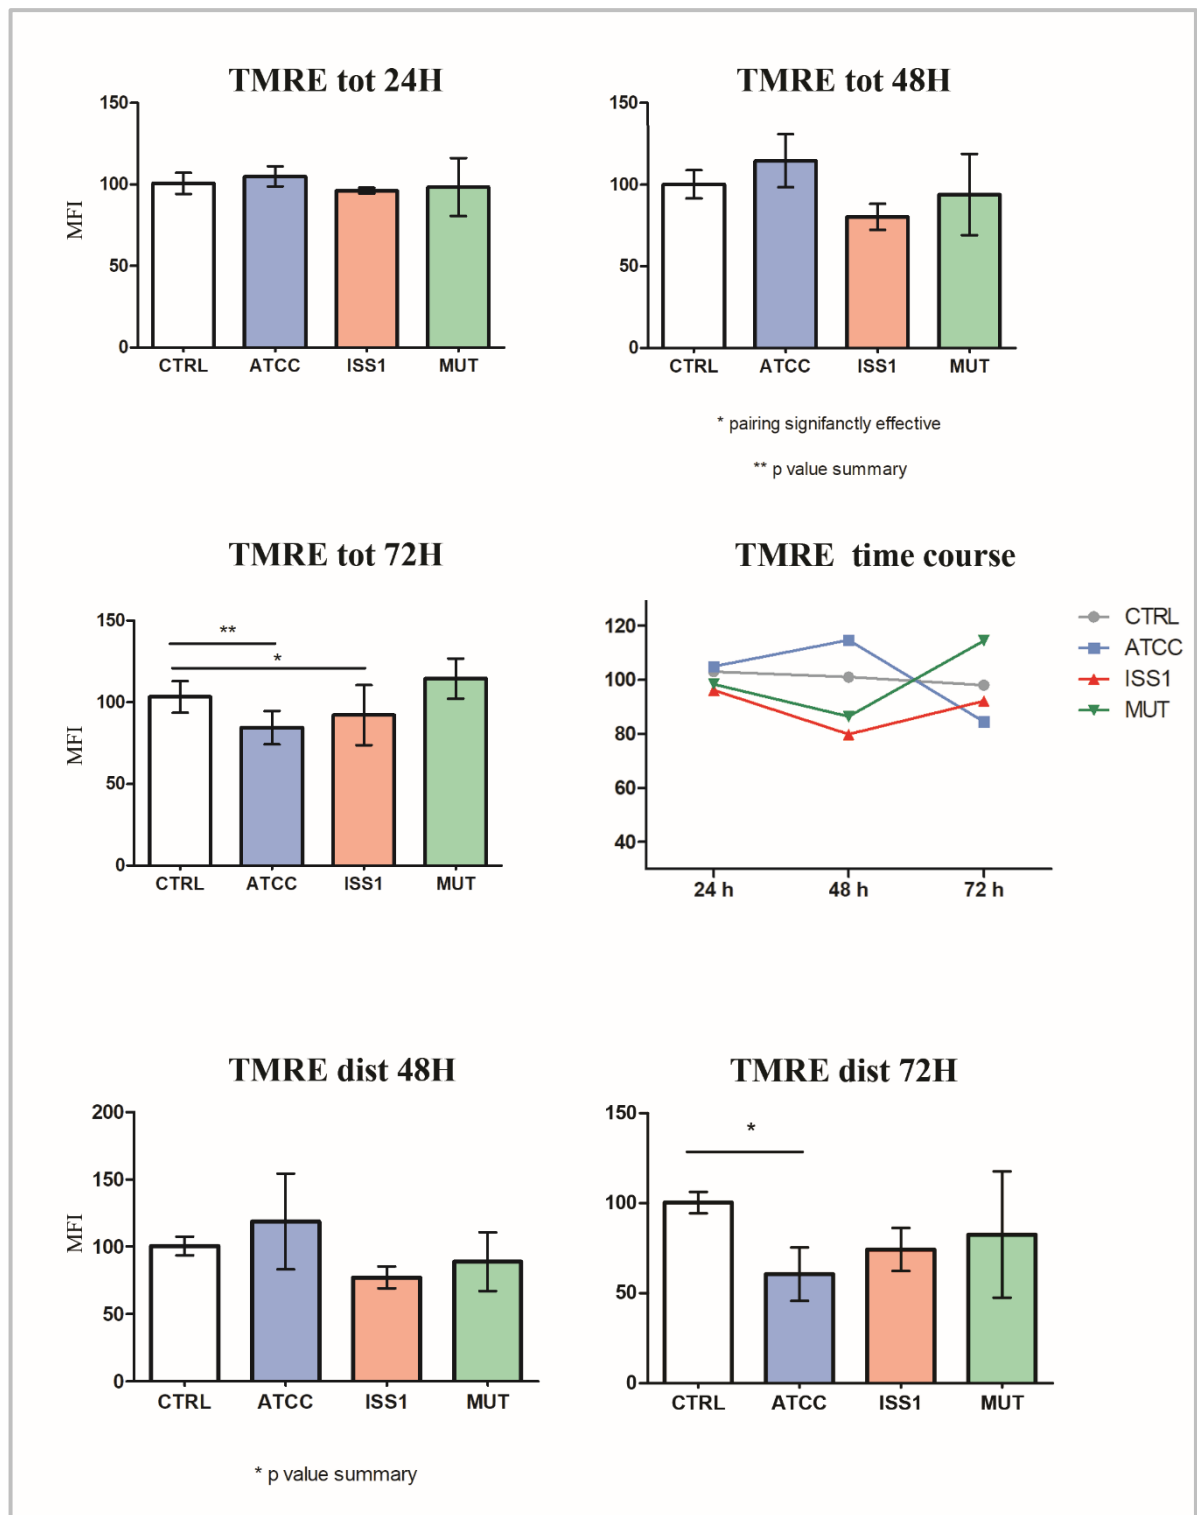 TMRE tot 24H
150
100
50
0
MFI
CTRL ATCC ISS1 MUT
TMRE tot 48H
150
100
50
0
CTRL ATCC ISS1 MUT
* pairing signifanctly effective
** p value summary
TMRE tot 72H
150
100
50
0
MFI
**
*
CTRL ATCC ISS1 MUT
TMRE time course
120
100
80
60
40
24 h 48 h 72 h
CTRL
ATCC
ISS1
MUT
TMRE dist 48H
200
150
100
50
0
MFI
CTRL ATCC ISS1 MUT
* p value summary
TMRE dist 72H
150
100
50
0
*
CTRL ATCC ISS1 MUT